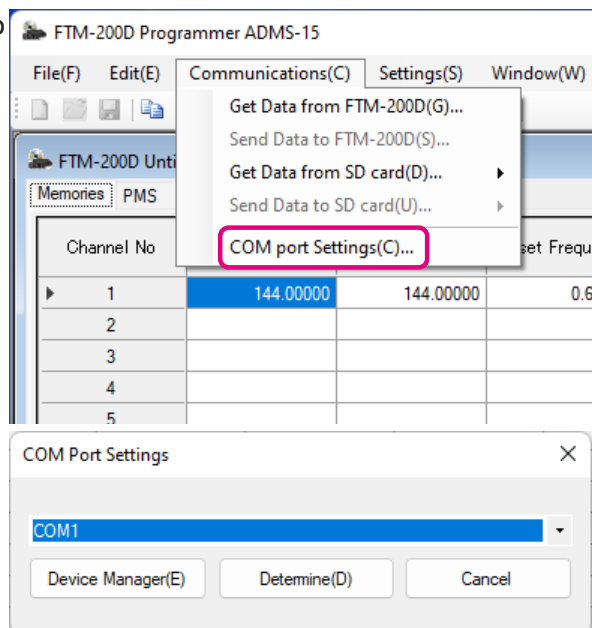 FTM-200D Programmer ADMS-15
File(F) Edit(E) Communications(C) Settings(S) Window(W)
Get Data from FTM-200D(G)...
Send Data to FTM-200D(S)...
FTM-200D Unti
Get Data from SD card(D)...
Memories PMS
Send Data to SD card(U)...
Channel No
COM port Settings(C)...
set Frequ
1 144.00000 144.00000 0.6
2
3
4
5
COM Port Settings
COM1
Device Manager(E) Determine(D) Cancel